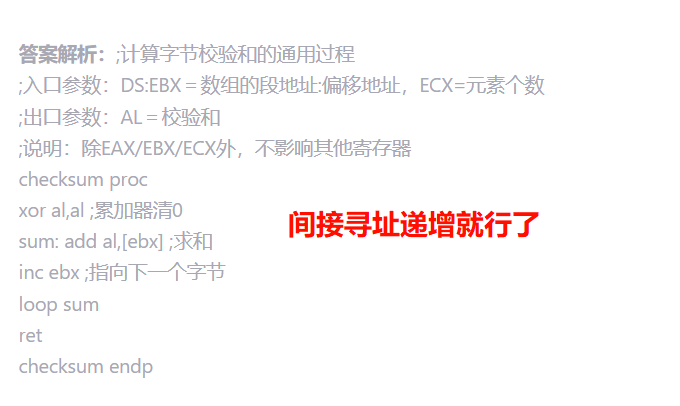 答案解析：;计算字节校验和的通用过程
;入口参数：DS:EBX＝数组的段地址:偏移地址，ECX=元素个数
;出口参数：AL＝校验和
;说明：除EAX/EBX/ECX外，不影响其他寄存器
checksum proc
xor al,al ;累加器清0
间接寻址递增就行了
sum: add al,[ebx] ;求和
inc ebx ;指向下一个字节
loop sum
ret
checksum endp